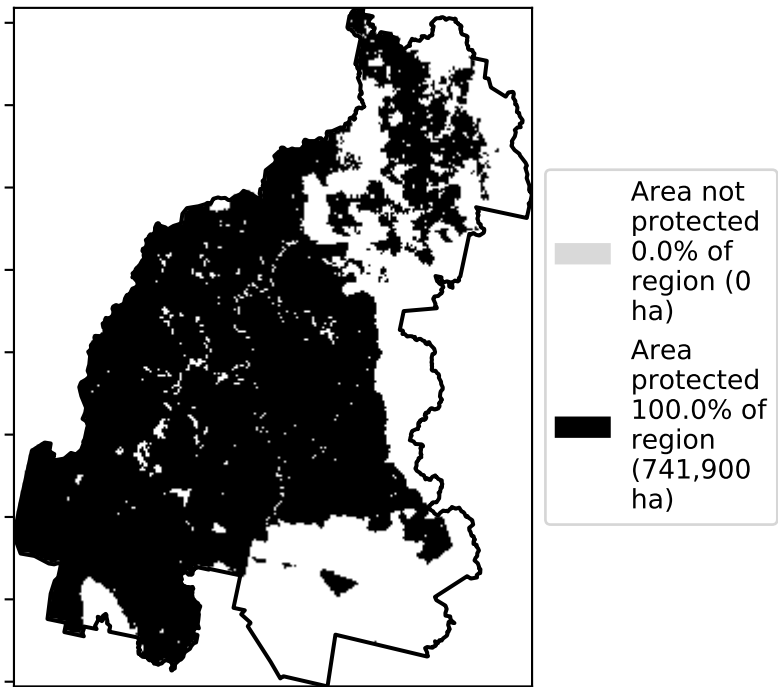 Area not
protected
0.0% of
region (0
ha)
Area
protected
100.0% of
region
(741,900
ha)